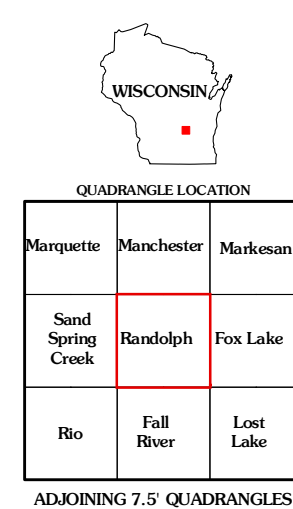 WISCONSIN
QUADRANGLE LOCATION
Marquette Manchester Markesan
Sand
Spring
Creek
Randolph
Fox Lake
Rio
Fall
River
Lost
Lake
ADJOINING 7.5' QUADRANGLES